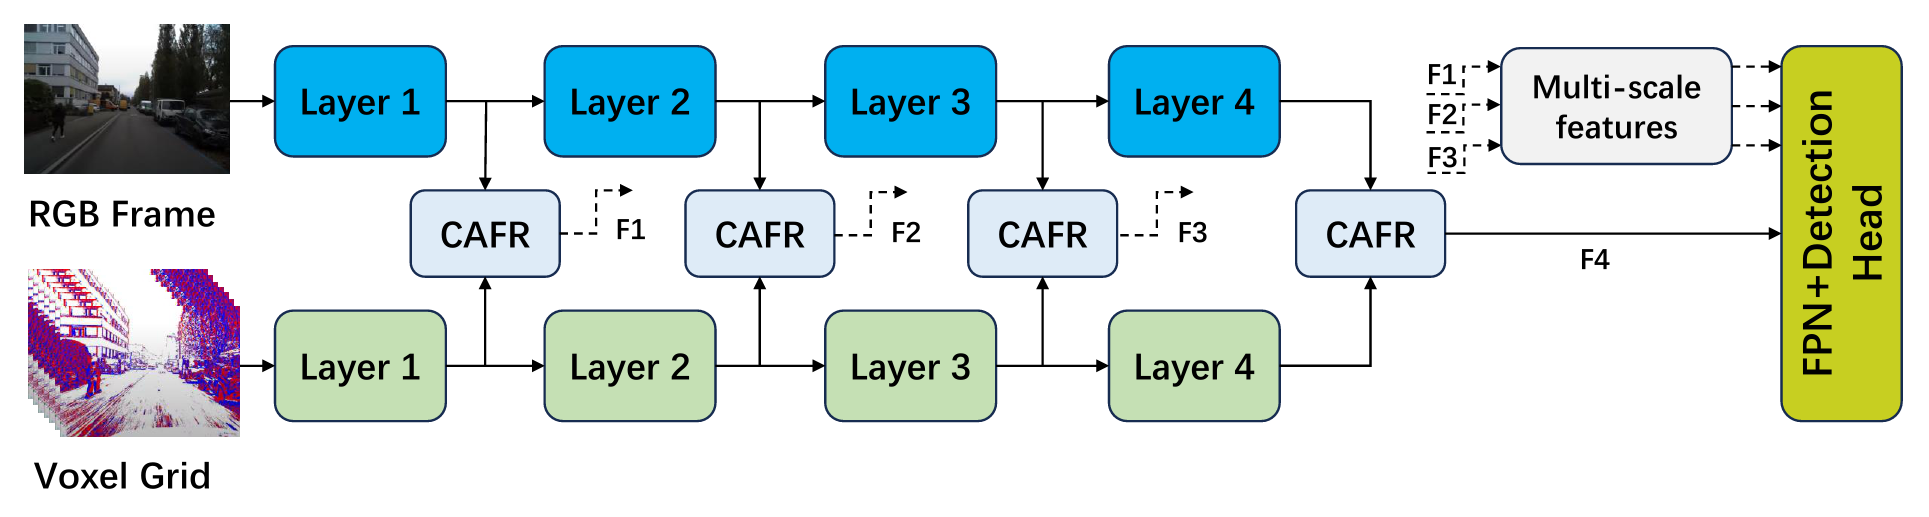 RGB Frame
Layer 1
Layer 2
Layer 3
Layer 4
CAFR
F1
CAFR
F2
CAFR
F3
CAFR
F4
Voxel Grid
Layer 1
Layer 2
Layer 3
Layer 4
F1
F2
F3
Multi-scale
features
FPN+Detection
Head